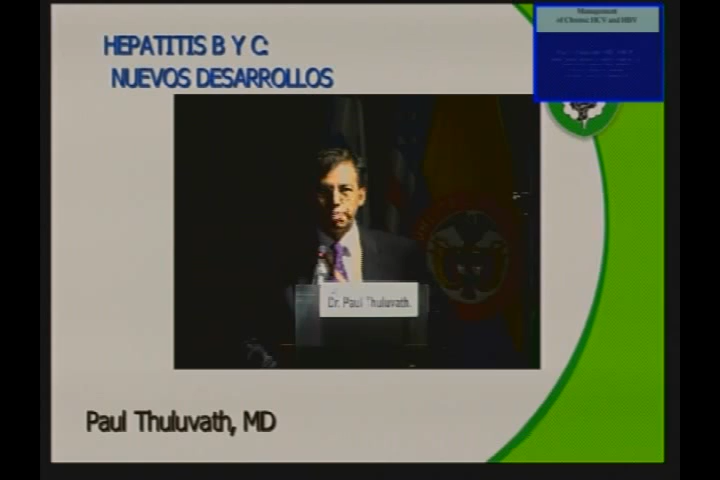 HEPATITIS B Y C:
NUEVOS DESARROLLOS
Management
of Chronic HCV and HBV
Dr. Paul Thuluvath.
Paul Thuluvath, MD